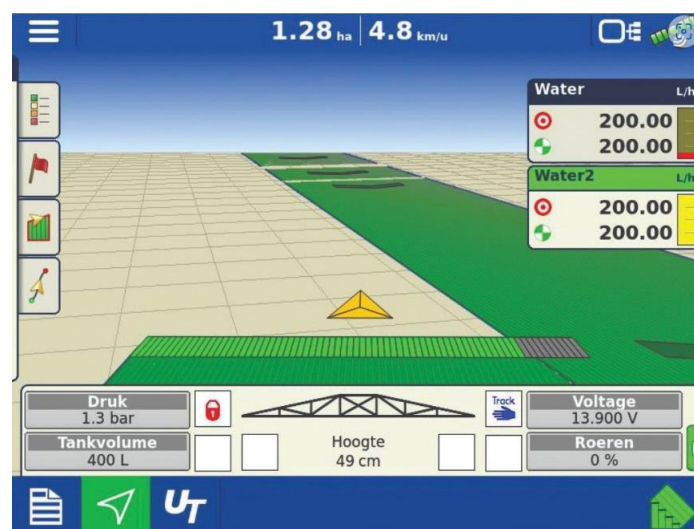 1.28 ha 4.8 km/u
Water L/h
200.00
200.00
Water2 L/h
200.00
200.00
Druk
1.3 bar
Track
Voltage
13.900 V
Tankvolume
400 L
Hoogte
49 cm
Roeren
0 %
UT